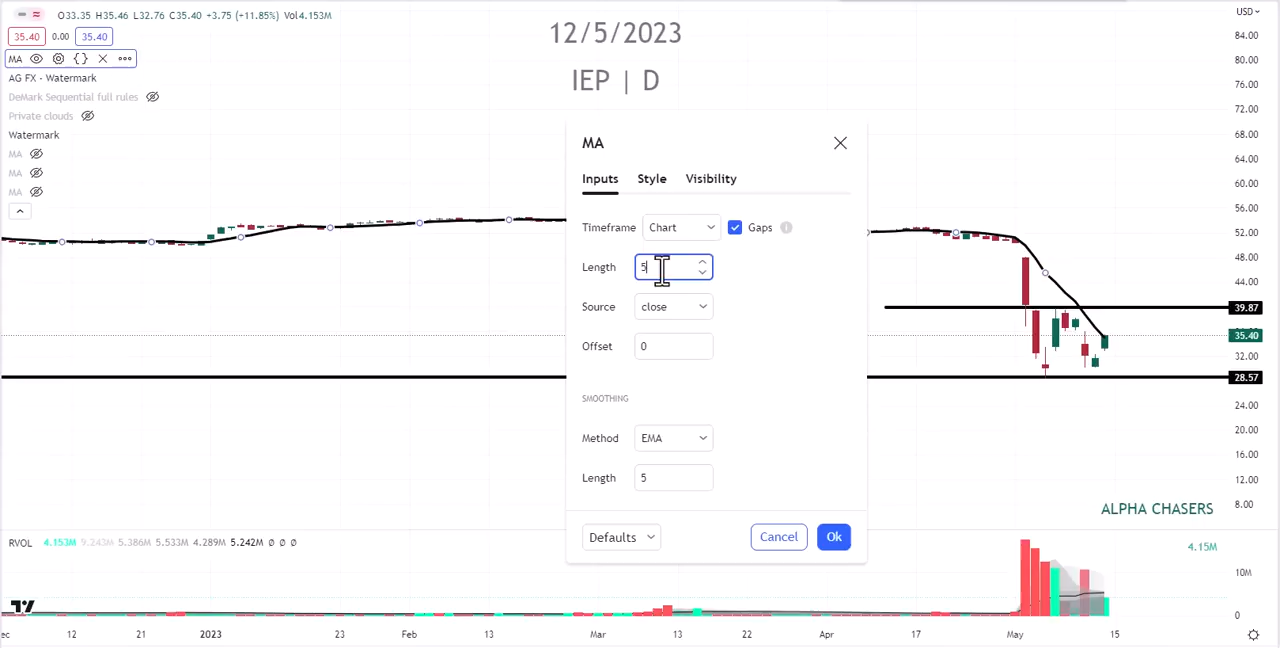 O33.35 H35.46 L32.76 C35.40 +3.75 (+11.85%) Vol4.153M
35.40 0.00 35.40
MA
AG FX - Watermark
DeMark Sequential full rules
Private clouds
Watermark
MA
MA
MA
12/5/2023
IEP | D
MA
Inputs Style Visibility
Timeframe Chart Gaps
Length 5
Source close
Offset 0
SMOOTHING
Method EMA
Length 5
Defaults Cancel Ok
USD
84.00
80.00
76.00
72.00
68.00
64.00
60.00
56.00
52.00
48.00
44.00
39.87
35.40
32.00
28.57
24.00
20.00
16.00
12.00
8.00
ALPHA CHASERS
RVOL 4.153M 9.243M 5.386M 5.533M 4.289M 5.242M Ø Ø Ø
4.15M
10M
0
12 21 2023 23 Feb 13 Mar 13 22 Apr 17 May 15